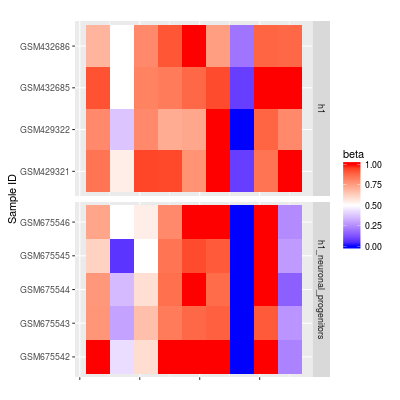 Sample ID
GSM432686
GSM432685
GSM429322
GSM429321
h1
GSM675546
GSM675545
GSM675544
GSM675543
GSM675542
h1_neuronal_progenitors
beta
1.00
0.75
0.50
0.25
0.00